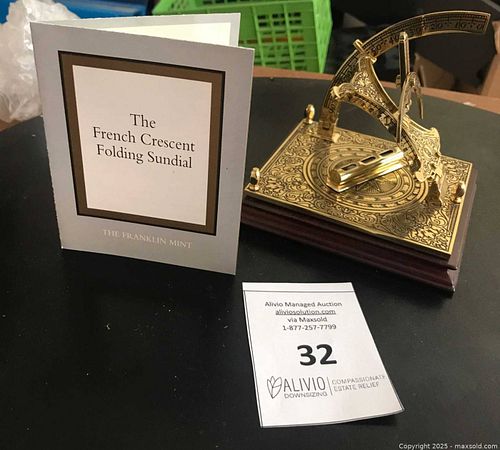 The
French Crescent
Folding Sundial
THE FRANKLIN MINT
Alivio Managed Auction
aliviosolution.com
via Maxsold
1-877-257-7799
32
ALIVIO
DOWNSIZING
COMPASSIONATE
ESTATE RELIEF
Copyright 2025 - maxsold.com